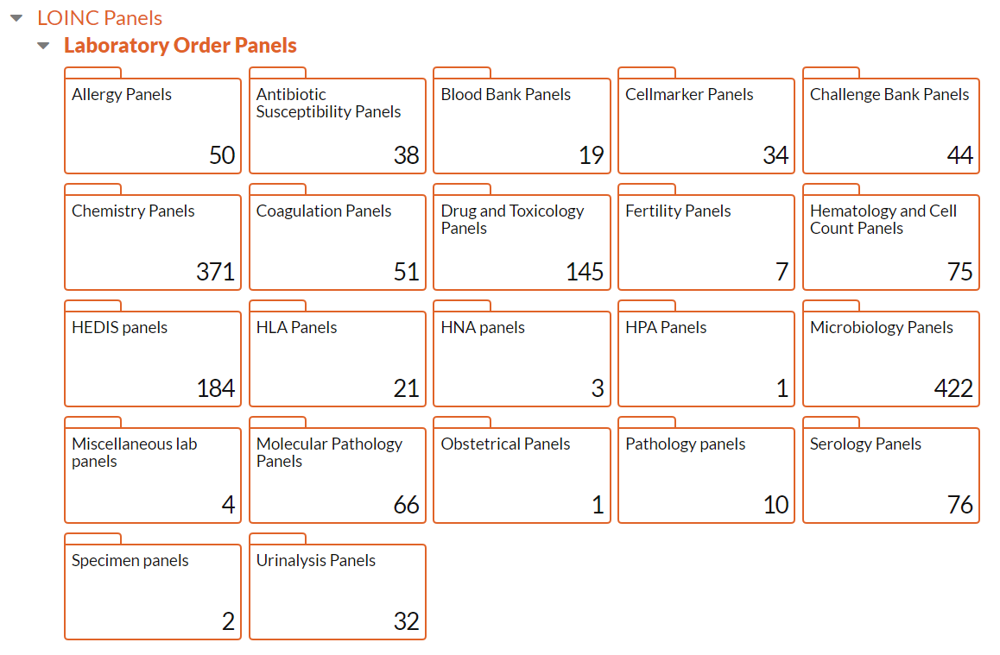 LOINC Panels
Laboratory Order Panels
Allergy Panels
50
Antibiotic
Susceptibility Panels
38
Blood Bank Panels
19
Cellmarker Panels
34
Challenge Bank Panels
44
Chemistry Panels
371
Coagulation Panels
51
Drug and Toxicology
Panels
145
Fertility Panels
7
Hematology and Cell
Count Panels
75
HEDIS panels
184
HLA Panels
21
HNA panels
3
HPA Panels
1
Microbiology Panels
422
Miscellaneous lab
panels
4
Molecular Pathology
Panels
66
Obstetrical Panels
1
Pathology panels
10
Serology Panels
76
Specimen panels
2
Urinalysis Panels
32